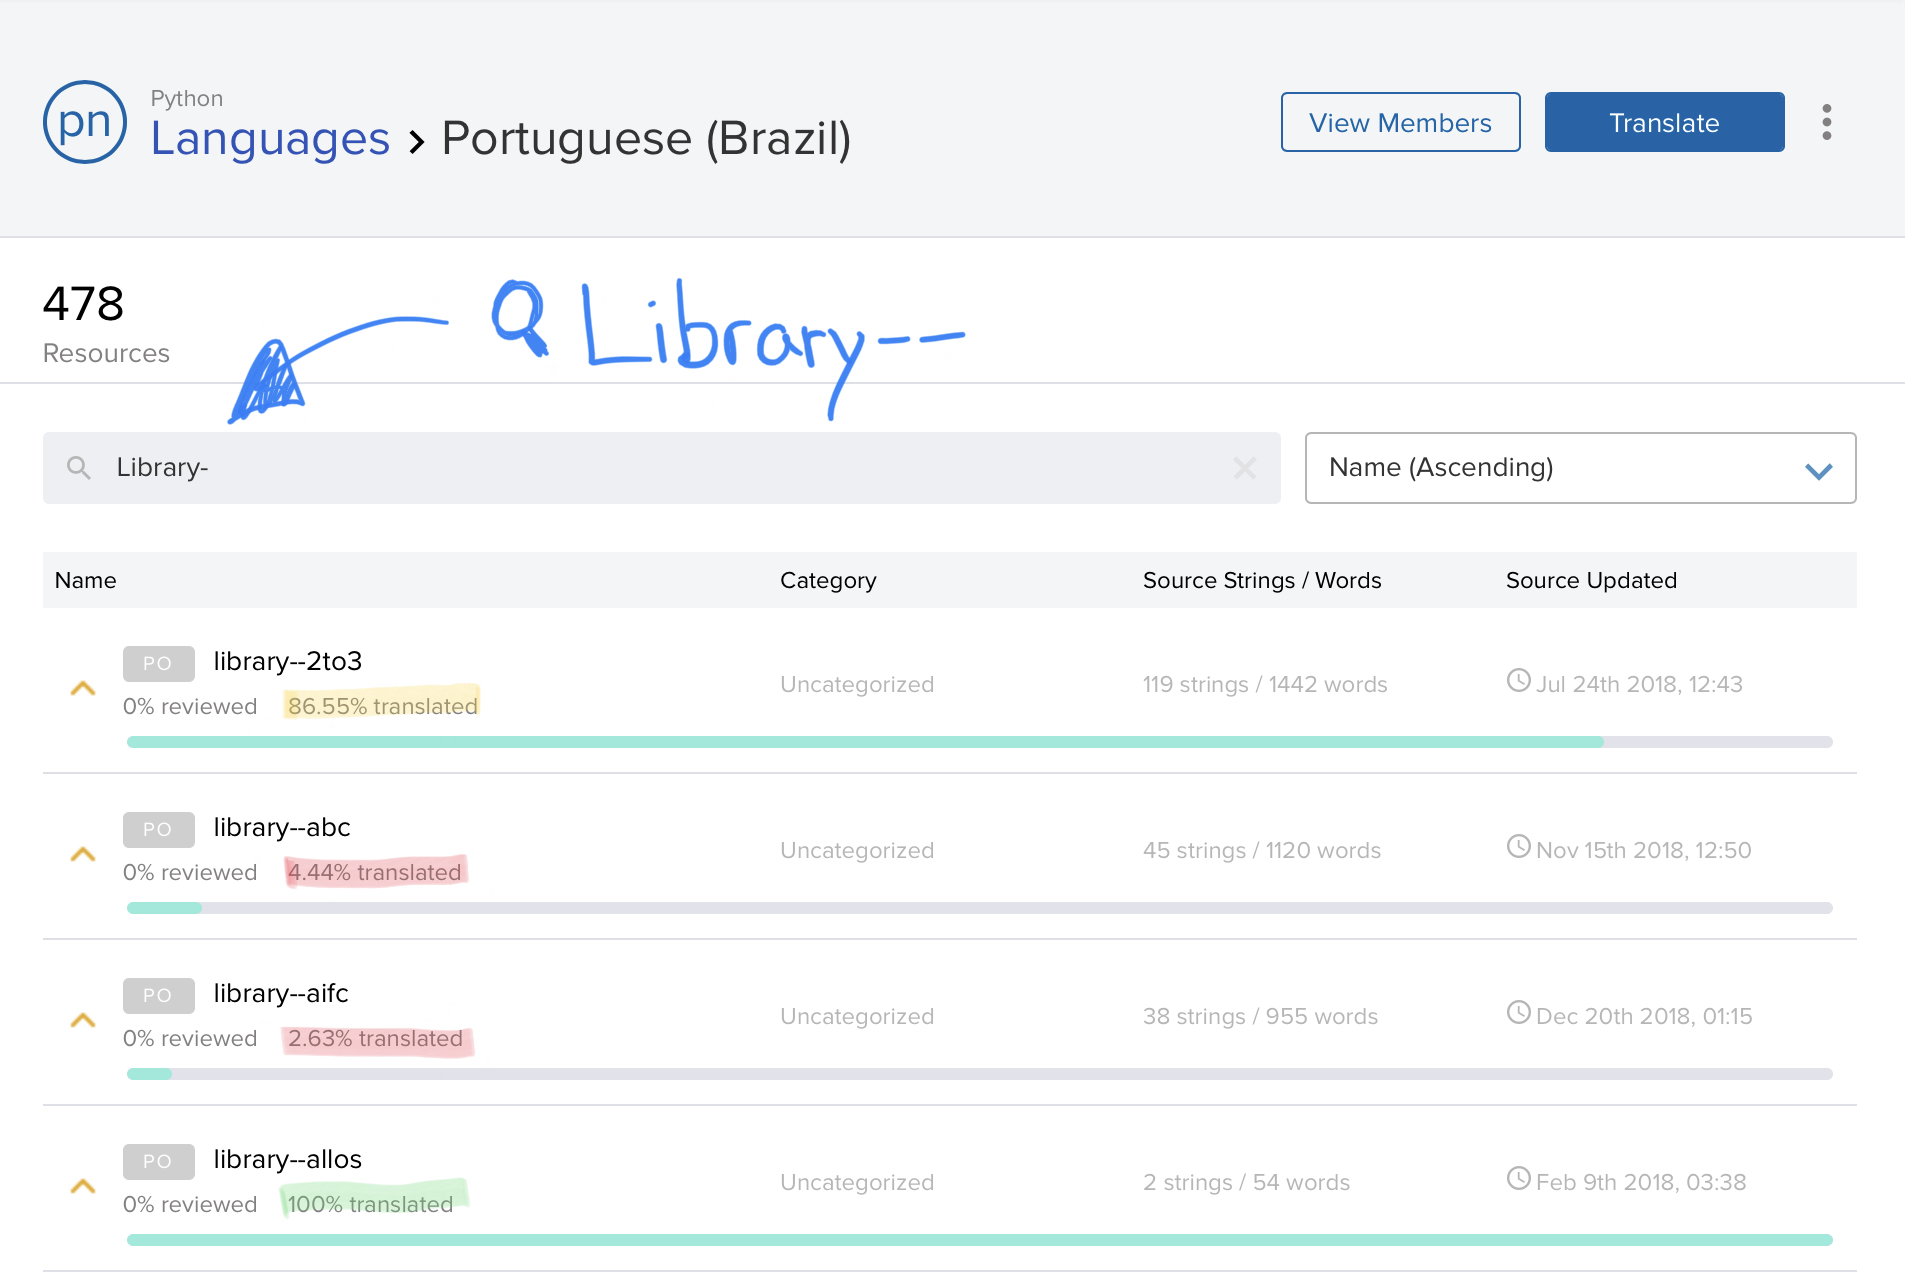 pn
Python
Languages › Portuguese (Brazil)
View Members
Translate
478
Resources
Q Library--
Library-
Name (Ascending)
Name Category Source Strings / Words Source Updated
PO library--2to3
0% reviewed 86.55% translated
Uncategorized 119 strings / 1442 words Jul 24th 2018, 12:43
PO library--abc
0% reviewed 4.44% translated
Uncategorized 45 strings / 1120 words Nov 15th 2018, 12:50
PO library--aifc
0% reviewed 2.63% translated
Uncategorized 38 strings / 955 words Dec 20th 2018, 01:15
PO library--allos
0% reviewed 100% translated
Uncategorized 2 strings / 54 words Feb 9th 2018, 03:38